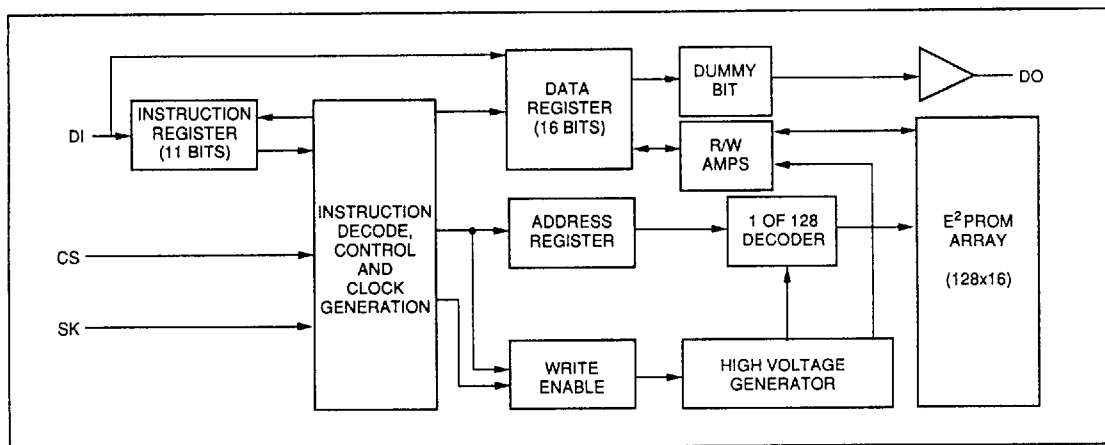 DI
INSTRUCTION
REGISTER
(11 BITS)
DATA
REGISTER
(16 BITS)
DUMMY
BIT
DO
R/W
AMPS
CS
SK
INSTRUCTION
DECODE,
CONTROL
AND
CLOCK
GENERATION
ADDRESS
REGISTER
1 OF 128
DECODER
E²PROM
ARRAY
(128x16)
WRITE
ENABLE
HIGH VOLTAGE
GENERATOR